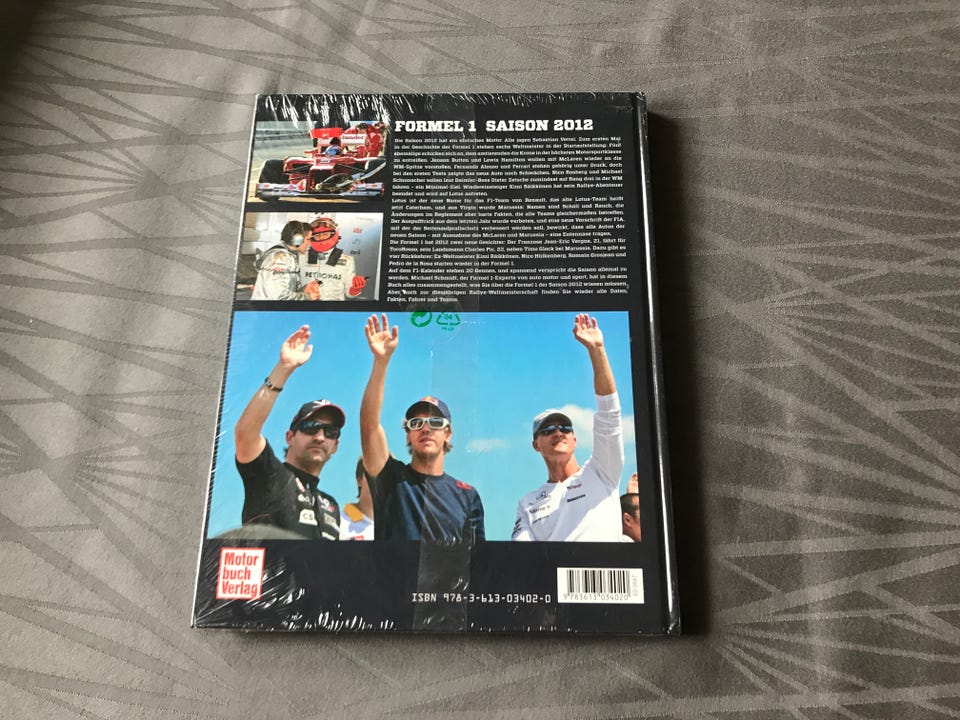 FORMEL 1 SAISON 2012
Die Saison 2012 hat ein einfaches Motto: Alle jagen Sebastian Vettel. Zum ersten Mal
in der Geschichte der Formel 1 stehen sechs Weltmeister in der Startaufstellung: Fünf
ehemalige schicken sich an, dem amtierenden die Krone in der höchsten Motorsportklasse
zu entreißen. Jenson Button und Lewis Hamilton wollen mit McLaren wieder an die
WM-Spitze vorstoßen. Fernando Alonso und Ferrari stehen gehörig unter Druck, doch
bei den ersten Tests zeigte das neue Auto noch Schwächen. Nico Rosberg und Michael
Schumacher sollen laut Daimler-Boss Dieter Zetsche zumindest auf Rang drei in der WM
fahren – ein Minimal-Ziel. Wiedereinsteiger Kimi Räikkönen hat sein Rallye-Abenteuer
beendet und wird auf Lotus antreten.
Lotus ist der neue Name für das F1-Team von Renault, das alte Lotus-Team heißt
jetzt Caterham, und aus Virgin wurde Marussia: Namen sind Schall und Rauch, die
Änderungen im Reglement aber harte Fakten, die alle Teams gleichermaßen betreffen.
Der Auspufftrick aus dem letzten Jahr wurde verboten, und eine neue Vorschrift der FIA,
mit der der Seitenaufprallschutz verbessert werden soll, bewirkt, dass alle Autos der
neuen Saison – mit Ausnahme des McLaren und Marussia – eine Entennase tragen.
Die Formel 1 hat 2012 zwei neue Gesichter: Der Franzose Jean-Eric Vergne, 21, fährt für
ToroRosso, sein Landsmann Charles Pic, 22, neben Timo Glock bei Marussia. Dazu gibt es
vier Rückkehrer: Ex-Weltmeister Kimi Räikkönen, Nico Hülkenberg, Romain Grosjean und
Pedro de la Rosa starten wieder in der Formel 1.
Auf dem F1-Kalender stehen 20 Rennen, und spannend verspricht die Saison allemal zu
werden. Michael Schmidt, der Formel 1-Experte von auto motor und sport, hat in diesem
Buch alles zusammengestellt, was Sie über die Formel 1 der Saison 2012 wissen müssen.
Aber auch zur diesjährigen Rallye-Weltmeisterschaft finden Sie wieder alle Daten,
Fakten, Fahrer und Teams.
PETRONAS
04
Motor
buch
Verlag
ISBN 978-3-613-03402-0
9 783613 034020